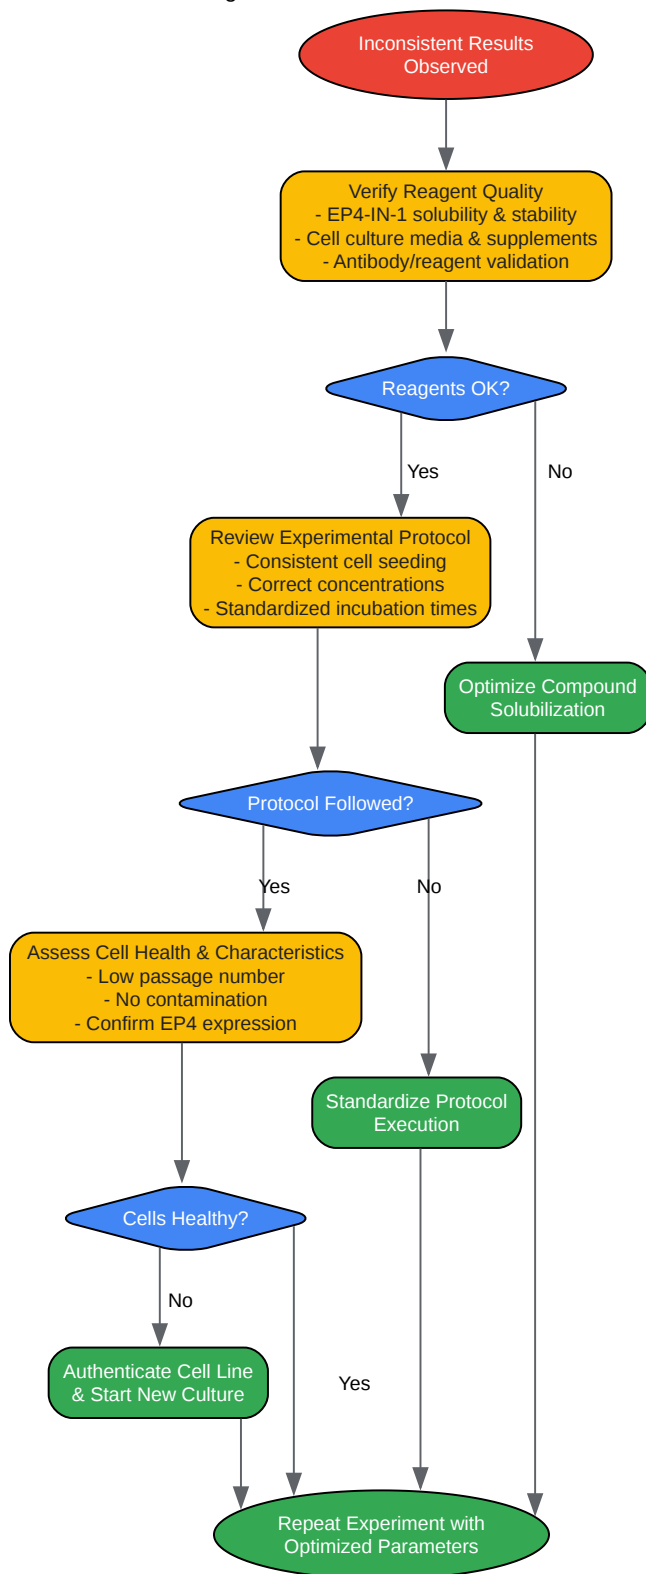 Inconsistent Results
Observed
Verify Reagent Quality
- EP4-IN-1 solubility & stability
- Cell culture media & supplements
- Antibody/reagent validation
Reagents OK?
Yes
No
Review Experimental Protocol
- Consistent cell seeding
- Correct concentrations
- Standardized incubation times
Optimize Compound
Solubilization
Protocol Followed?
Yes
No
Assess Cell Health & Characteristics
- Low passage number
- No contamination
- Confirm EP4 expression
Standardize Protocol
Execution
Cells Healthy?
No
Authenticate Cell Line
& Start New Culture
Yes
Repeat Experiment with
Optimized Parameters